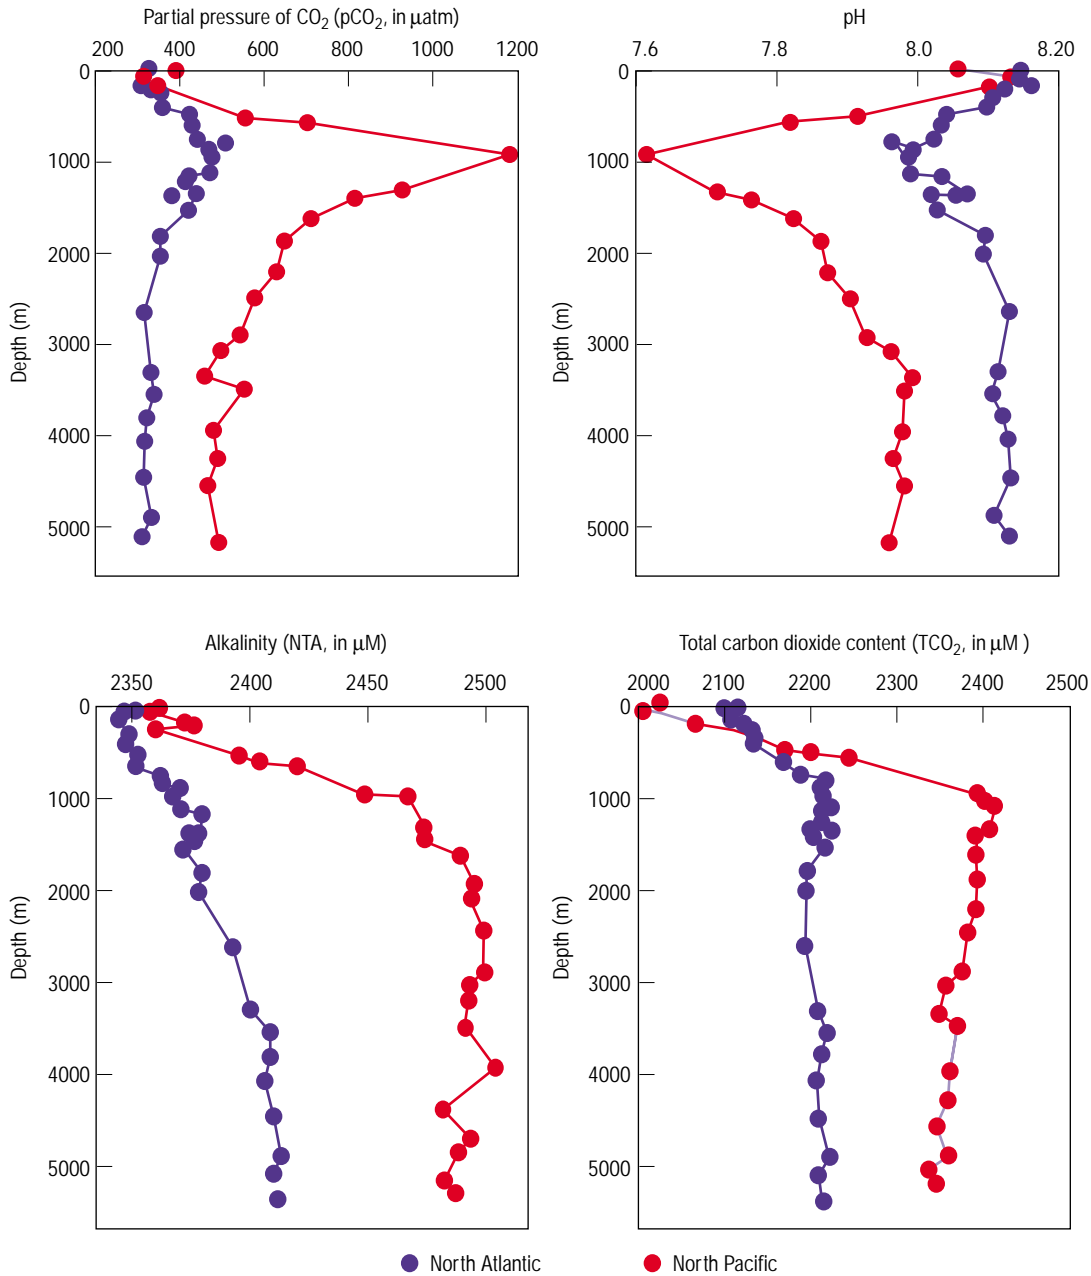 Partial pressure of CO2 (pCO2, in μatm)
200 400 600 800 1000 1200
0
1000
2000
3000
4000
5000
Depth (m)
pH
7.6 7.8 8.0 8.20
0
1000
2000
3000
4000
5000
Depth (m)
Alkalinity (NTA, in μM)
2350 2400 2450 2500
0
1000
2000
3000
4000
5000
Depth (m)
Total carbon dioxide content (TCO2, in μM )
2000 2100 2200 2300 2400 2500
0
1000
2000
3000
4000
5000
Depth (m)
North Atlantic
North Pacific